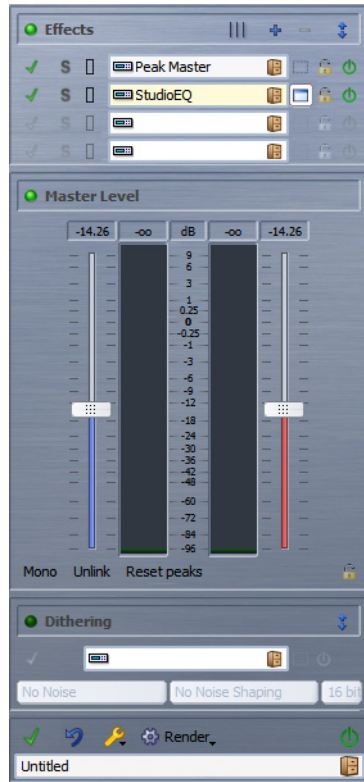 Effects
S Peak Master
S StudioEQ
S
S
Master Level
-14.26 -oo dB -oo -14.26
9
6
3
1
0.25
0
-0.25
-1
-3
-6
-9
-12
-18
-24
-30
-36
-42
-48
-60
-72
-84
-96
Mono Unlink Reset peaks
Dithering
No Noise No Noise Shaping 16 bit
Render
Untitled